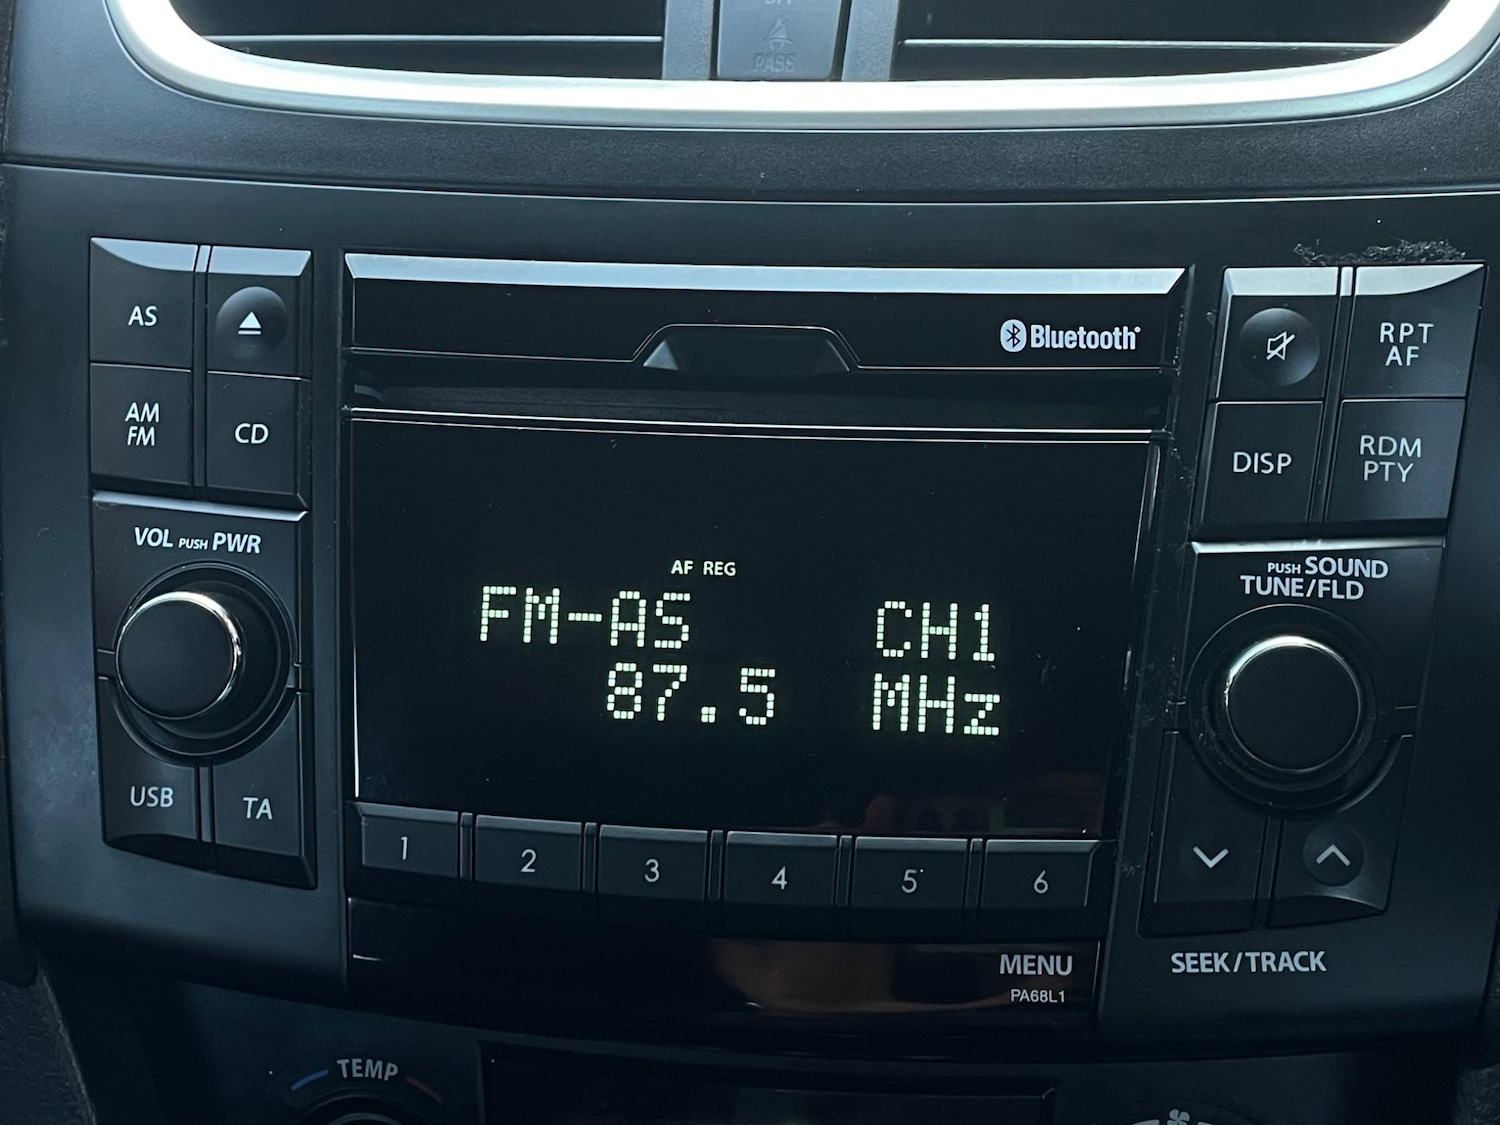 OFF
PASS
AS
AM
FM
CD
VOL PUSH PWR
USB
TA
Bluetooth
AF REG
FM-AS CH1
87.5 MHz
1 2 3 4 5 6
MENU
PA68L1
RPT
AF
DISP
RDM
PTY
PUSH SOUND
TUNE/FLD
SEEK/TRACK
TEMP